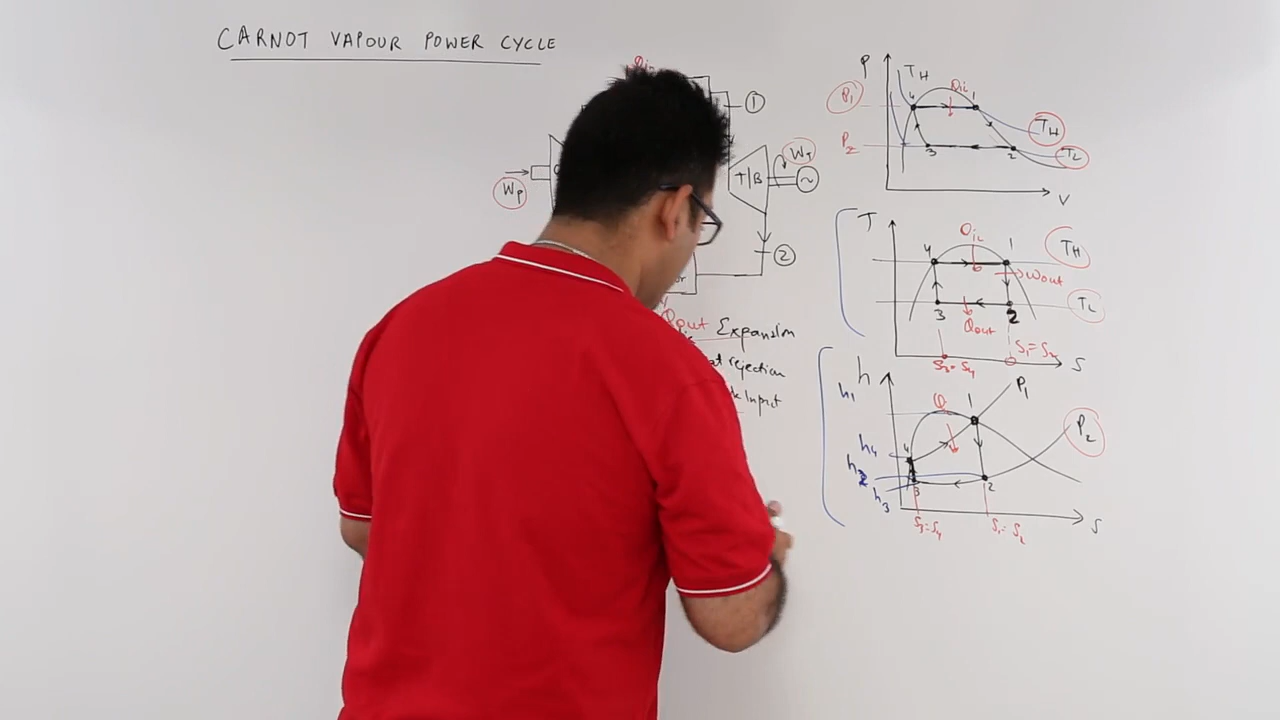 CARNOT VAPOUR POWER CYCLE
1
WT
T/B
WP
2
Qout Expansion
rejection
Input
P
TH
P1
4
1
TH
P2
3
2
TL
V
T
4
1
TH
Wout
TL
3
2
Qout
S3=S4
S1=S2
S
h
P1
h1
1
P2
h4
4
h2
h3
3
2
S3=S4
S1=S2
S